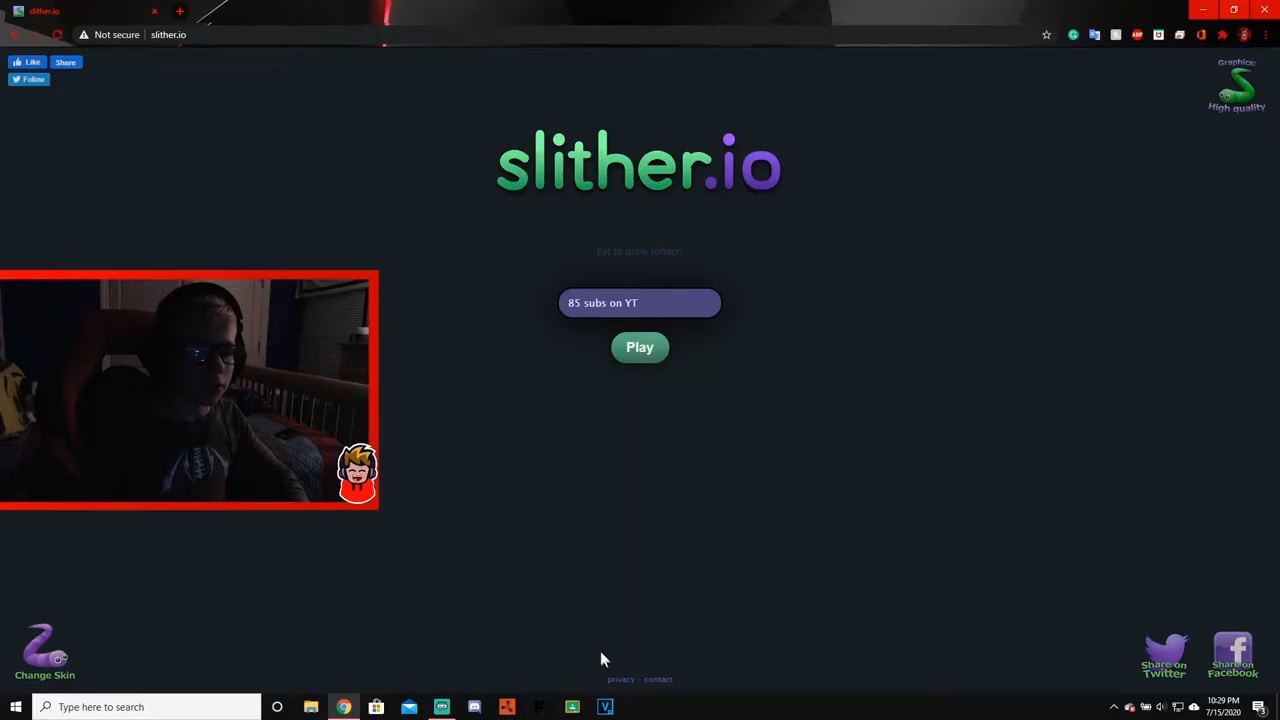 slither.io
Not secure
slither.io
Like
Share
Follow
Graphics:
High quality
slither.io
Eat to grow longer!
85 subs on YT
Play
Change Skin
privacy - contact
Share on
Twitter
Share on
Facebook
Type here to search
10:29 PM
7/15/2020